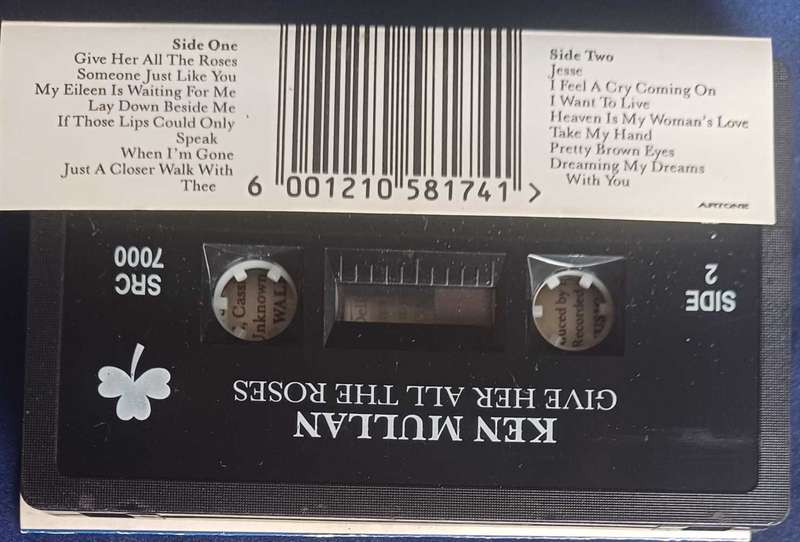 Side One
Give Her All The Roses
Someone Just Like You
My Eileen Is Waiting For Me
Lay Down Beside Me
If Those Lips Could Only
Speak
When I'm Gone
Just A Closer Walk With
Thee
6 001210 581741 >
Side Two
Jesse
I Feel A Cry Coming On
I Want To Live
Heaven Is My Woman's Love
Take My Hand
Pretty Brown Eyes
Dreaming My Dreams
With You
ARTONE
KEN MULLAN
GIVE HER ALL THE ROSES
SIDE
2
SRC
7000
Unknown
Recorded